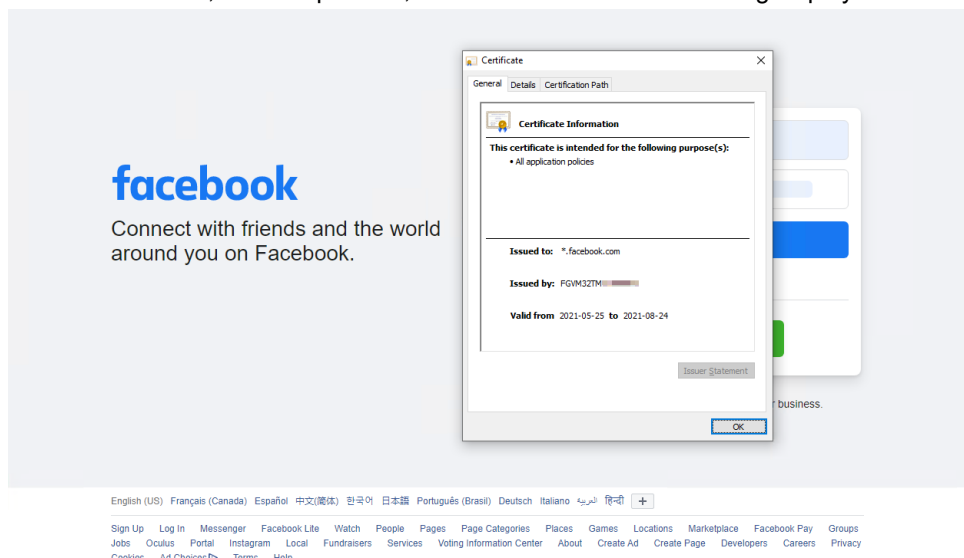 Certificate
General Details Certification Path
Certificate Information
This certificate is intended for the following purpose(s):
• All application policies
facebook
Connect with friends and the world
around you on Facebook.
Issued to: *.facebook.com
Issued by: FGVM32TM
Valid from 2021-05-25 to 2021-08-24
Issuer Statement
business.
OK
English (US) Français (Canada) Español 中文(简体) 한국어 日本語 Português (Brasil) Deutsch Italiano العربية हिन्दी +
Sign Up Log In Messenger Facebook Lite Watch People Pages Page Categories Places Games Locations Marketplace Facebook Pay Groups
Jobs Oculus Portal Instagram Local Fundraisers Services Voting Information Center About Create Ad Create Page Developers Careers Privacy
Cookies Ad Choices Terms Help